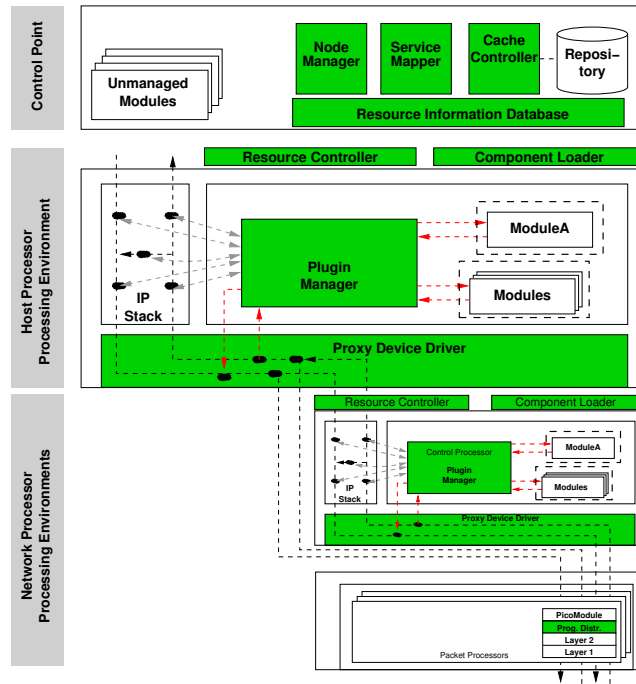 Control Point
Unmanaged
Modules
Node
Manager
Service
Mapper
Cache
Controller
Reposi−
tory
Resource Information Database
Host Processor
Processing Environment
Resource Controller
Component Loader
IP
Stack
Plugin
Manager
ModuleA
Modules
Proxy Device Driver
Network Processor
Processing Environments
Resource Controller
Component Loader
IP
Stack
Control Processor
Plugin
Manager
ModuleA
Modules
Proxy Device Driver
PicoModule
Prog. Distr.
Layer 2
Layer 1
Packet Processors